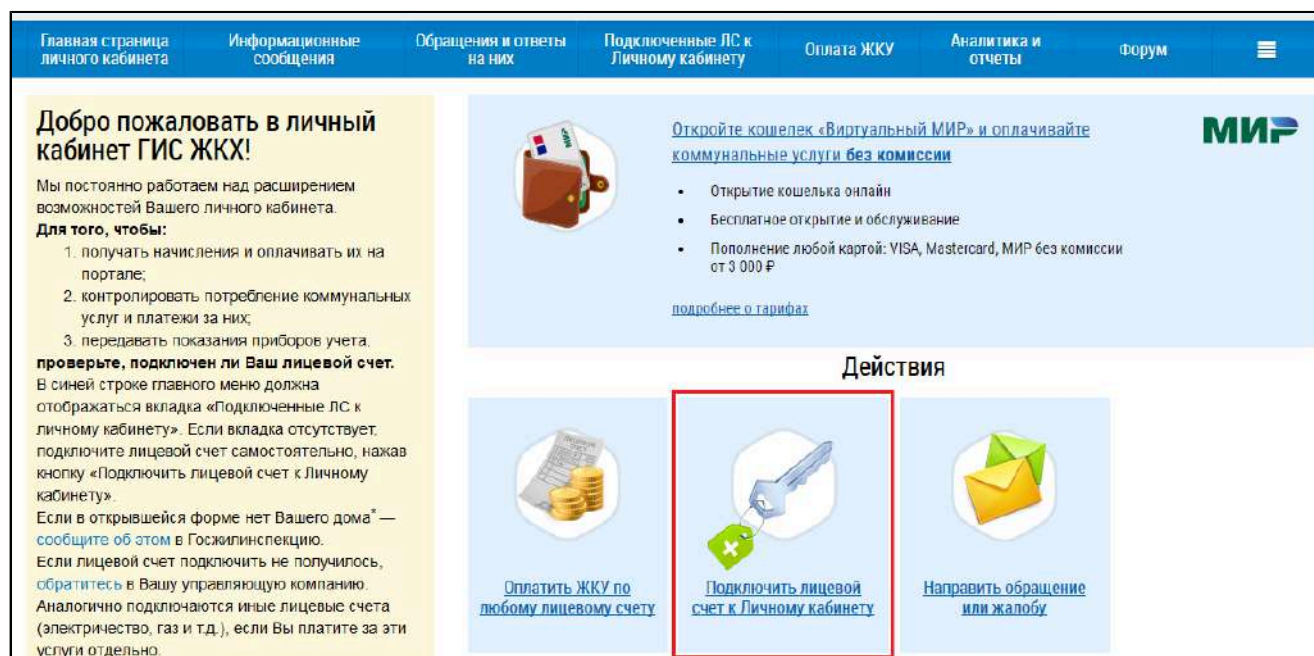 Главная страница
личного кабинета
Информационные
сообщения
Обращения и ответы
на них
Подключенные ЛС к
Личному кабинету
Оплата ЖКУ
Аналитика и
отчеты
Форум
Добро пожаловать в личный
кабинет ГИС ЖКХ!
Мы постоянно работаем над расширением
возможностей Вашего личного кабинета.
Для того, чтобы:
1. получать начисления и оплачивать их на
портале;
2. контролировать потребление коммунальных
услуг и платежи за них;
3. передавать показания приборов учета,
проверьте, подключен ли Ваш лицевой счет.
В синей строке главного меню должна
отображаться вкладка «Подключенные ЛС к
личному кабинету». Если вкладка отсутствует,
подключите лицевой счет самостоятельно, нажав
кнопку «Подключить лицевой счет к Личному
кабинету».
Если в открывшейся форме нет Вашего дома* —
сообщите об этом в Госжилинспекцию.
Если лицевой счет подключить не получилось,
обратитесь в Вашу управляющую компанию.
Аналогично подключаются иные лицевые счета
(электричество, газ и т.д.), если Вы платите за эти
услуги отдельно.
Откройте кошелек «Виртуальный МИР» и оплачивайте
коммунальные услуги без комиссии
• Открытие кошелька онлайн
• Бесплатное открытие и обслуживание
• Пополнение любой картой: VISA, Mastercard, МИР без комиссии
от 3 000 ₽
подробнее о тарифах
МИР
Действия
Оплатить ЖКУ по
любому лицевому счету
Подключить лицевой
счет к Личному кабинету
Направить обращение
или жалобу